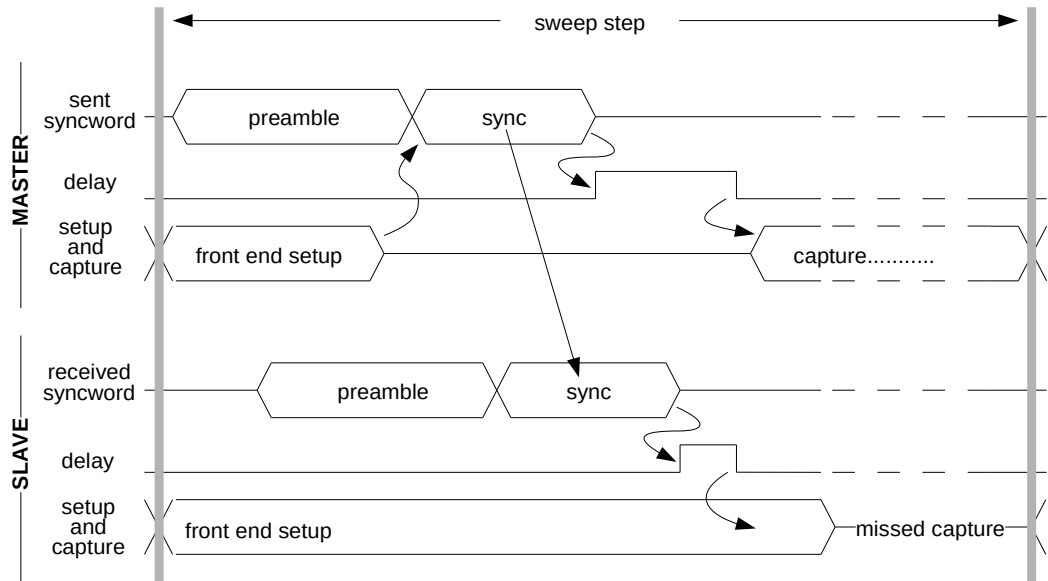 sweep step
MASTER
sent
syncword
preamble
sync
delay
setup
and
capture
front end setup
capture...........
SLAVE
received
syncword
preamble
sync
delay
setup
and
capture
front end setup
missed capture